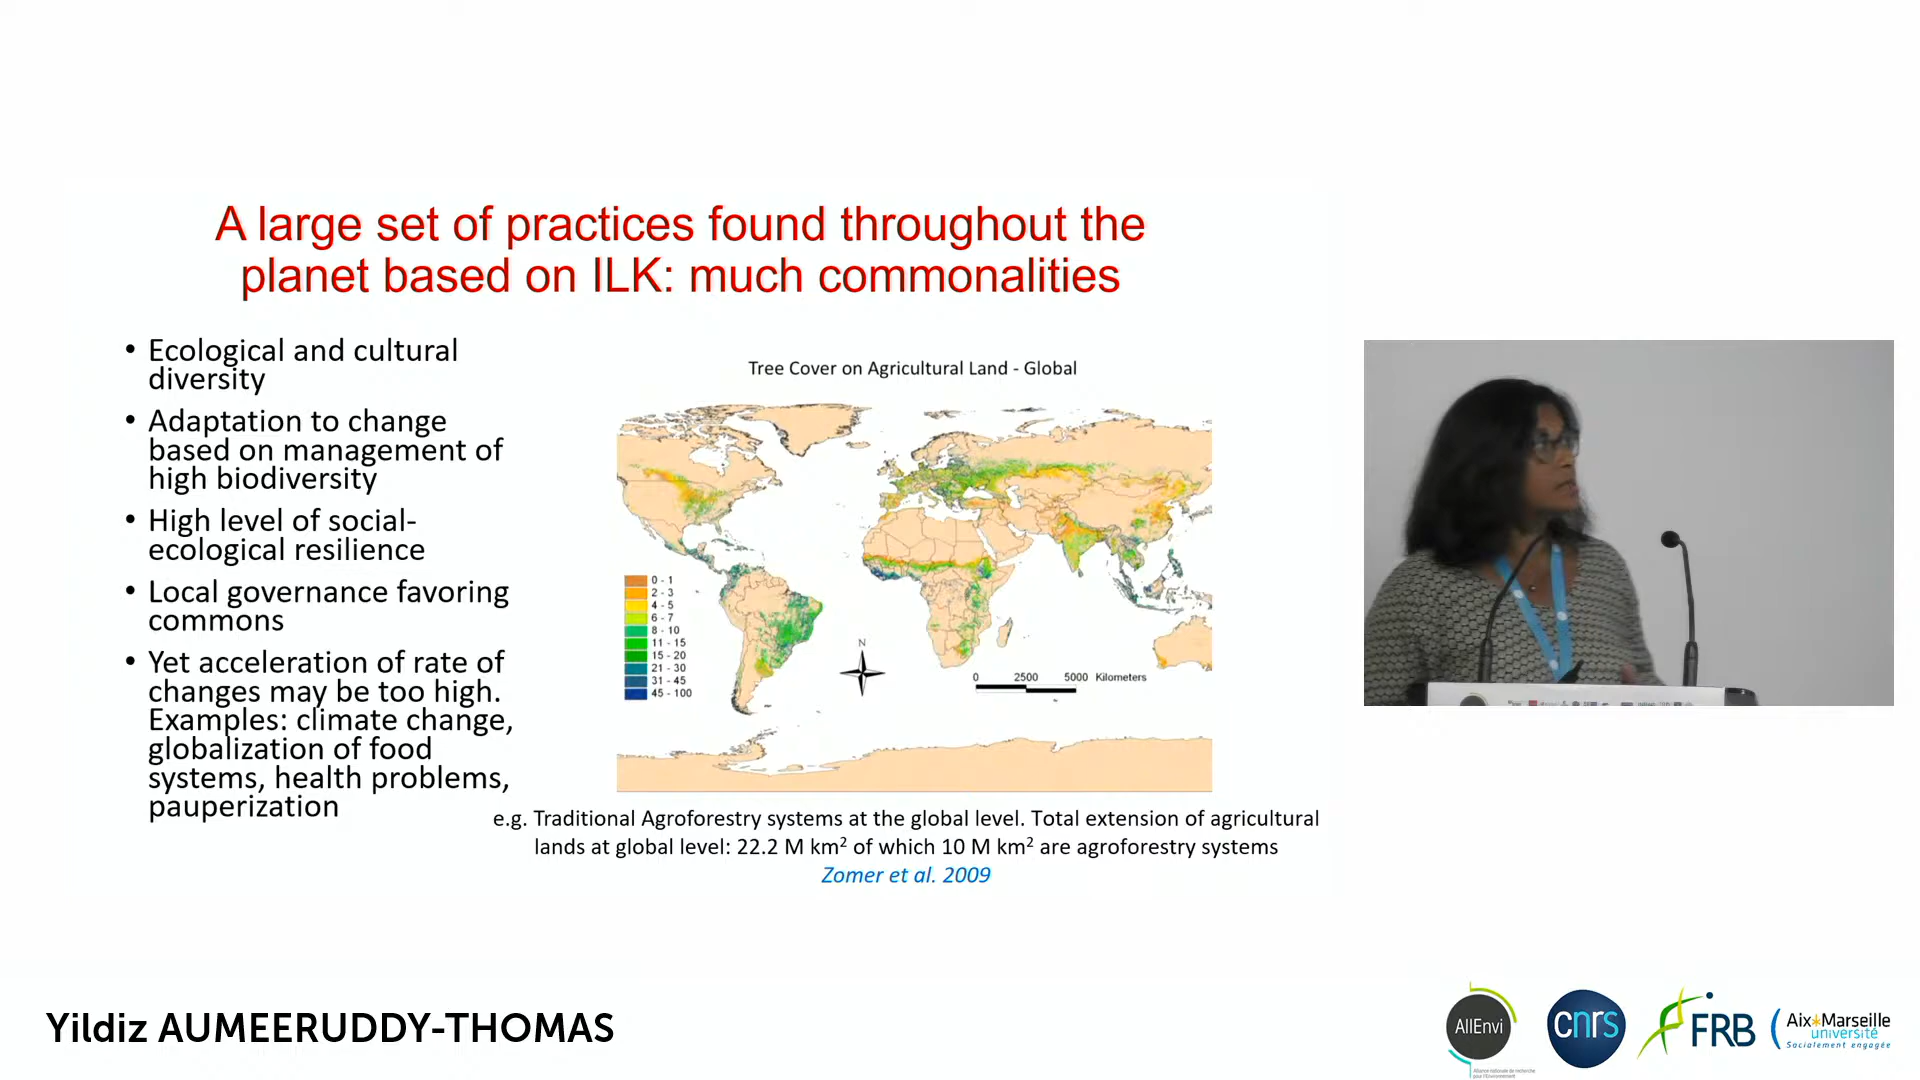 A large set of practices found throughout the
planet based on ILK: much commonalities
• Ecological and cultural
diversity
• Adaptation to change
based on management of
high biodiversity
• High level of social-
ecological resilience
• Local governance favoring
commons
• Yet acceleration of rate of
changes may be too high.
Examples: climate change,
globalization of food
systems, health problems,
pauperization
Tree Cover on Agricultural Land - Global
0 - 1
2 - 3
4 - 5
6 - 7
8 - 10
11 - 15
15 - 20
21 - 30
31 - 45
45 - 100
N
0 2500 5000 Kilometers
e.g. Traditional Agroforestry systems at the global level. Total extension of agricultural
lands at global level: 22.2 M km² of which 10 M km² are agroforestry systems
Zomer et al. 2009
Yildiz AUMEERUDDY-THOMAS
AllEnvi
Alliance nationale de recherche
pour l'Environnement
cnrs
FRB
Aix*Marseille
université
Socialement engagée